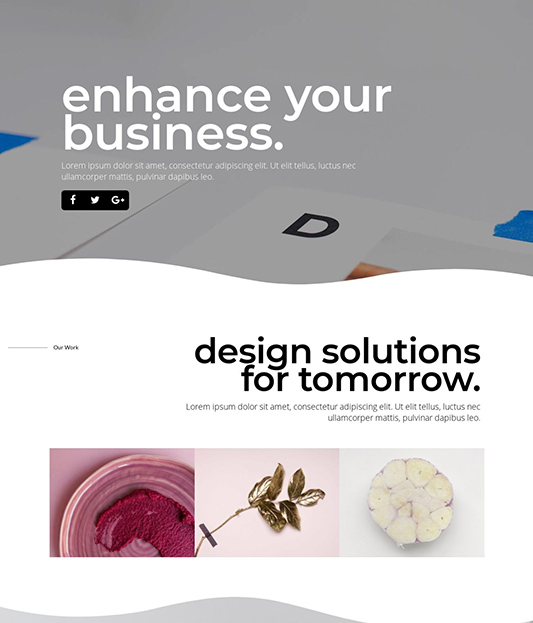 enhance your
business.
Lorem ipsum dolor sit amet, consectetur adipiscing elit. Ut elit tellus, luctus nec
ullamcorper mattis, pulvinar dapibus leo.
G+
D
Our Work
design solutions
for tomorrow.
Lorem ipsum dolor sit amet, consectetur adipiscing elit. Ut elit tellus, luctus nec
ullamcorper mattis, pulvinar dapibus leo.